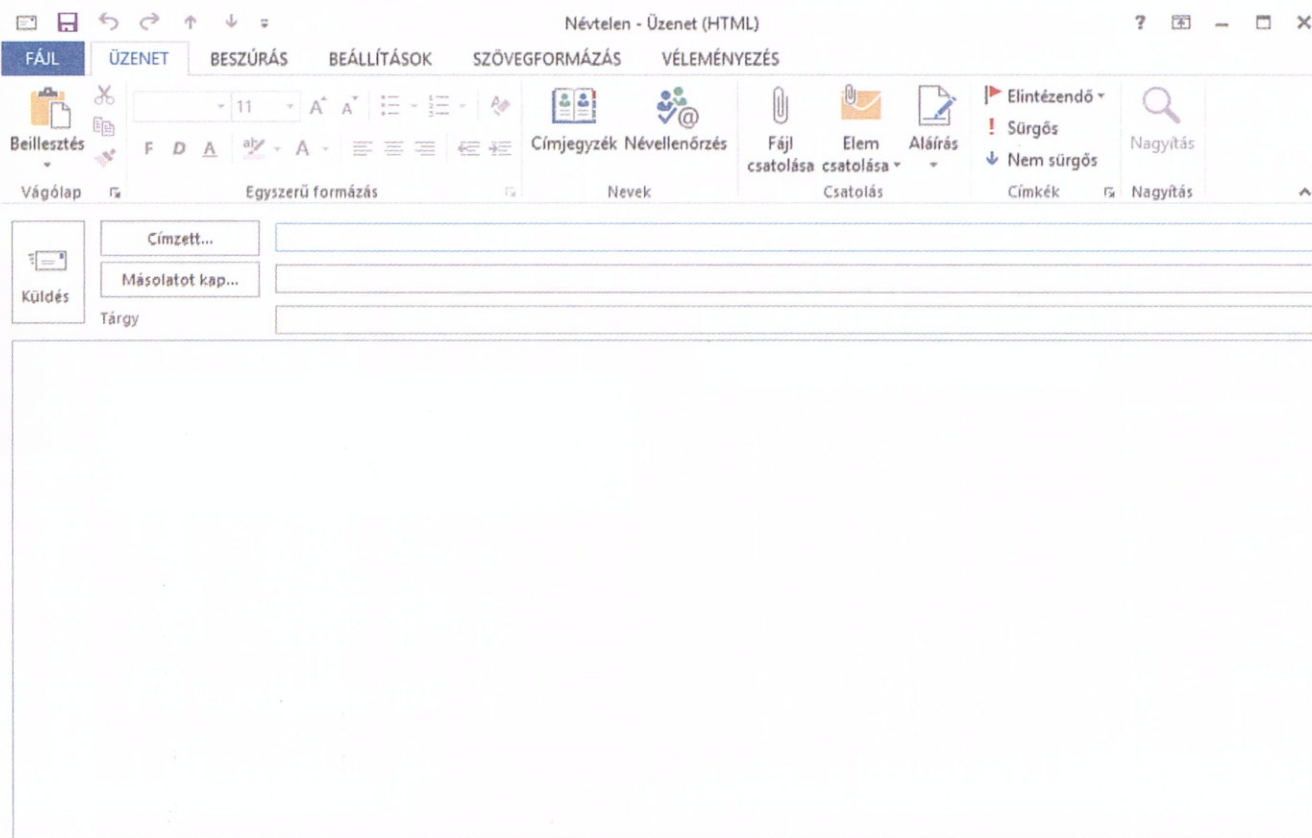 Névtelen - Üzenet (HTML)
?
FÁJL ÜZENET BESZÚRÁS BEÁLLÍTÁSOK SZÖVEGFORMÁZÁS VÉLEMÉNYEZÉS
Beillesztés
Vágólap
11
F D A
Egyszerű formázás
Címjegyzék Névellenőrzés
Nevek
Fájl csatolása
Elem csatolása
Aláírás
Csatolás
Elintézendő
! Sürgős
Nem sürgős
Címkék
Nagyítás
Nagyítás
Küldés
Címzett...
Másolatot kap...
Tárgy